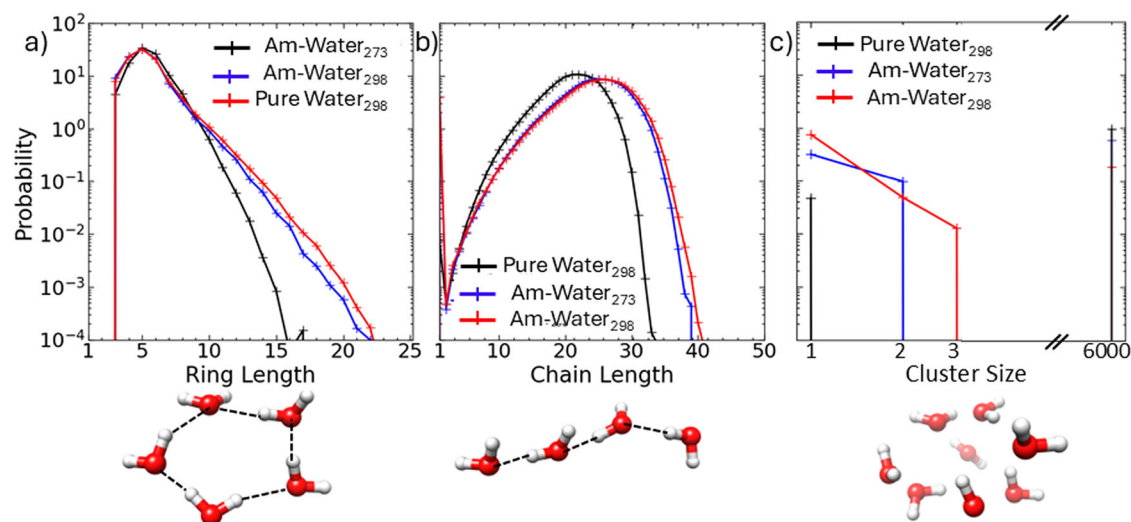 a)
Am-Water₂₇₃
Am-Water₂₉₈
Pure Water₂₉₈
10²
10¹
10⁰
10⁻¹
10⁻²
10⁻³
10⁻⁴
Probability
1 5 10 15 20 25
Ring Length
b)
Pure Water₂₉₈
Am-Water₂₇₃
Am-Water₂₉₈
1 10 20 30 40 50
Chain Length
c)
Pure Water₂₉₈
Am-Water₂₇₃
Am-Water₂₉₈
1 2 3 6000
Cluster Size